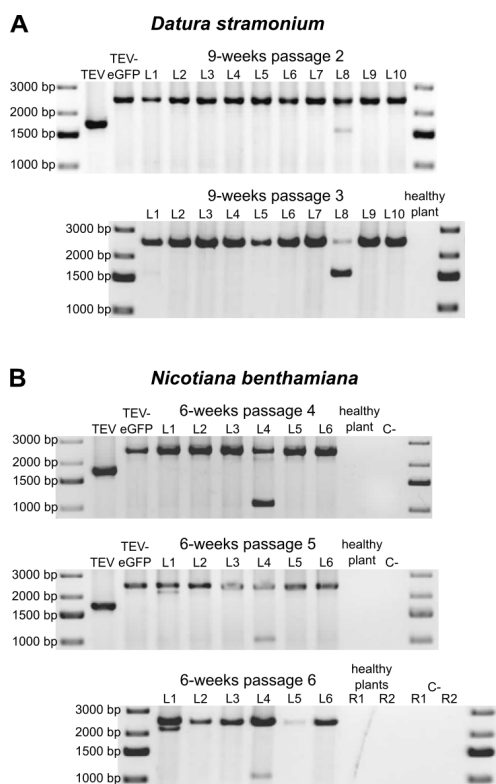 A
Datura stramonium
9-weeks passage 2
TEV TEV-eGFP L1 L2 L3 L4 L5 L6 L7 L8 L9 L10
3000 bp
2000 bp
1500 bp
1000 bp
9-weeks passage 3
L1 L2 L3 L4 L5 L6 L7 L8 L9 L10 healthy plant
3000 bp
2000 bp
1500 bp
1000 bp
B
Nicotiana benthamiana
6-weeks passage 4
TEV TEV-eGFP L1 L2 L3 L4 L5 L6 healthy plant C-
3000 bp
2000 bp
1500 bp
1000 bp
6-weeks passage 5
TEV TEV-eGFP L1 L2 L3 L4 L5 L6 healthy plant C-
3000 bp
2000 bp
1500 bp
1000 bp
6-weeks passage 6
healthy plants C-
L1 L2 L3 L4 L5 L6 R1 R2 R1 R2
3000 bp
2000 bp
1500 bp
1000 bp